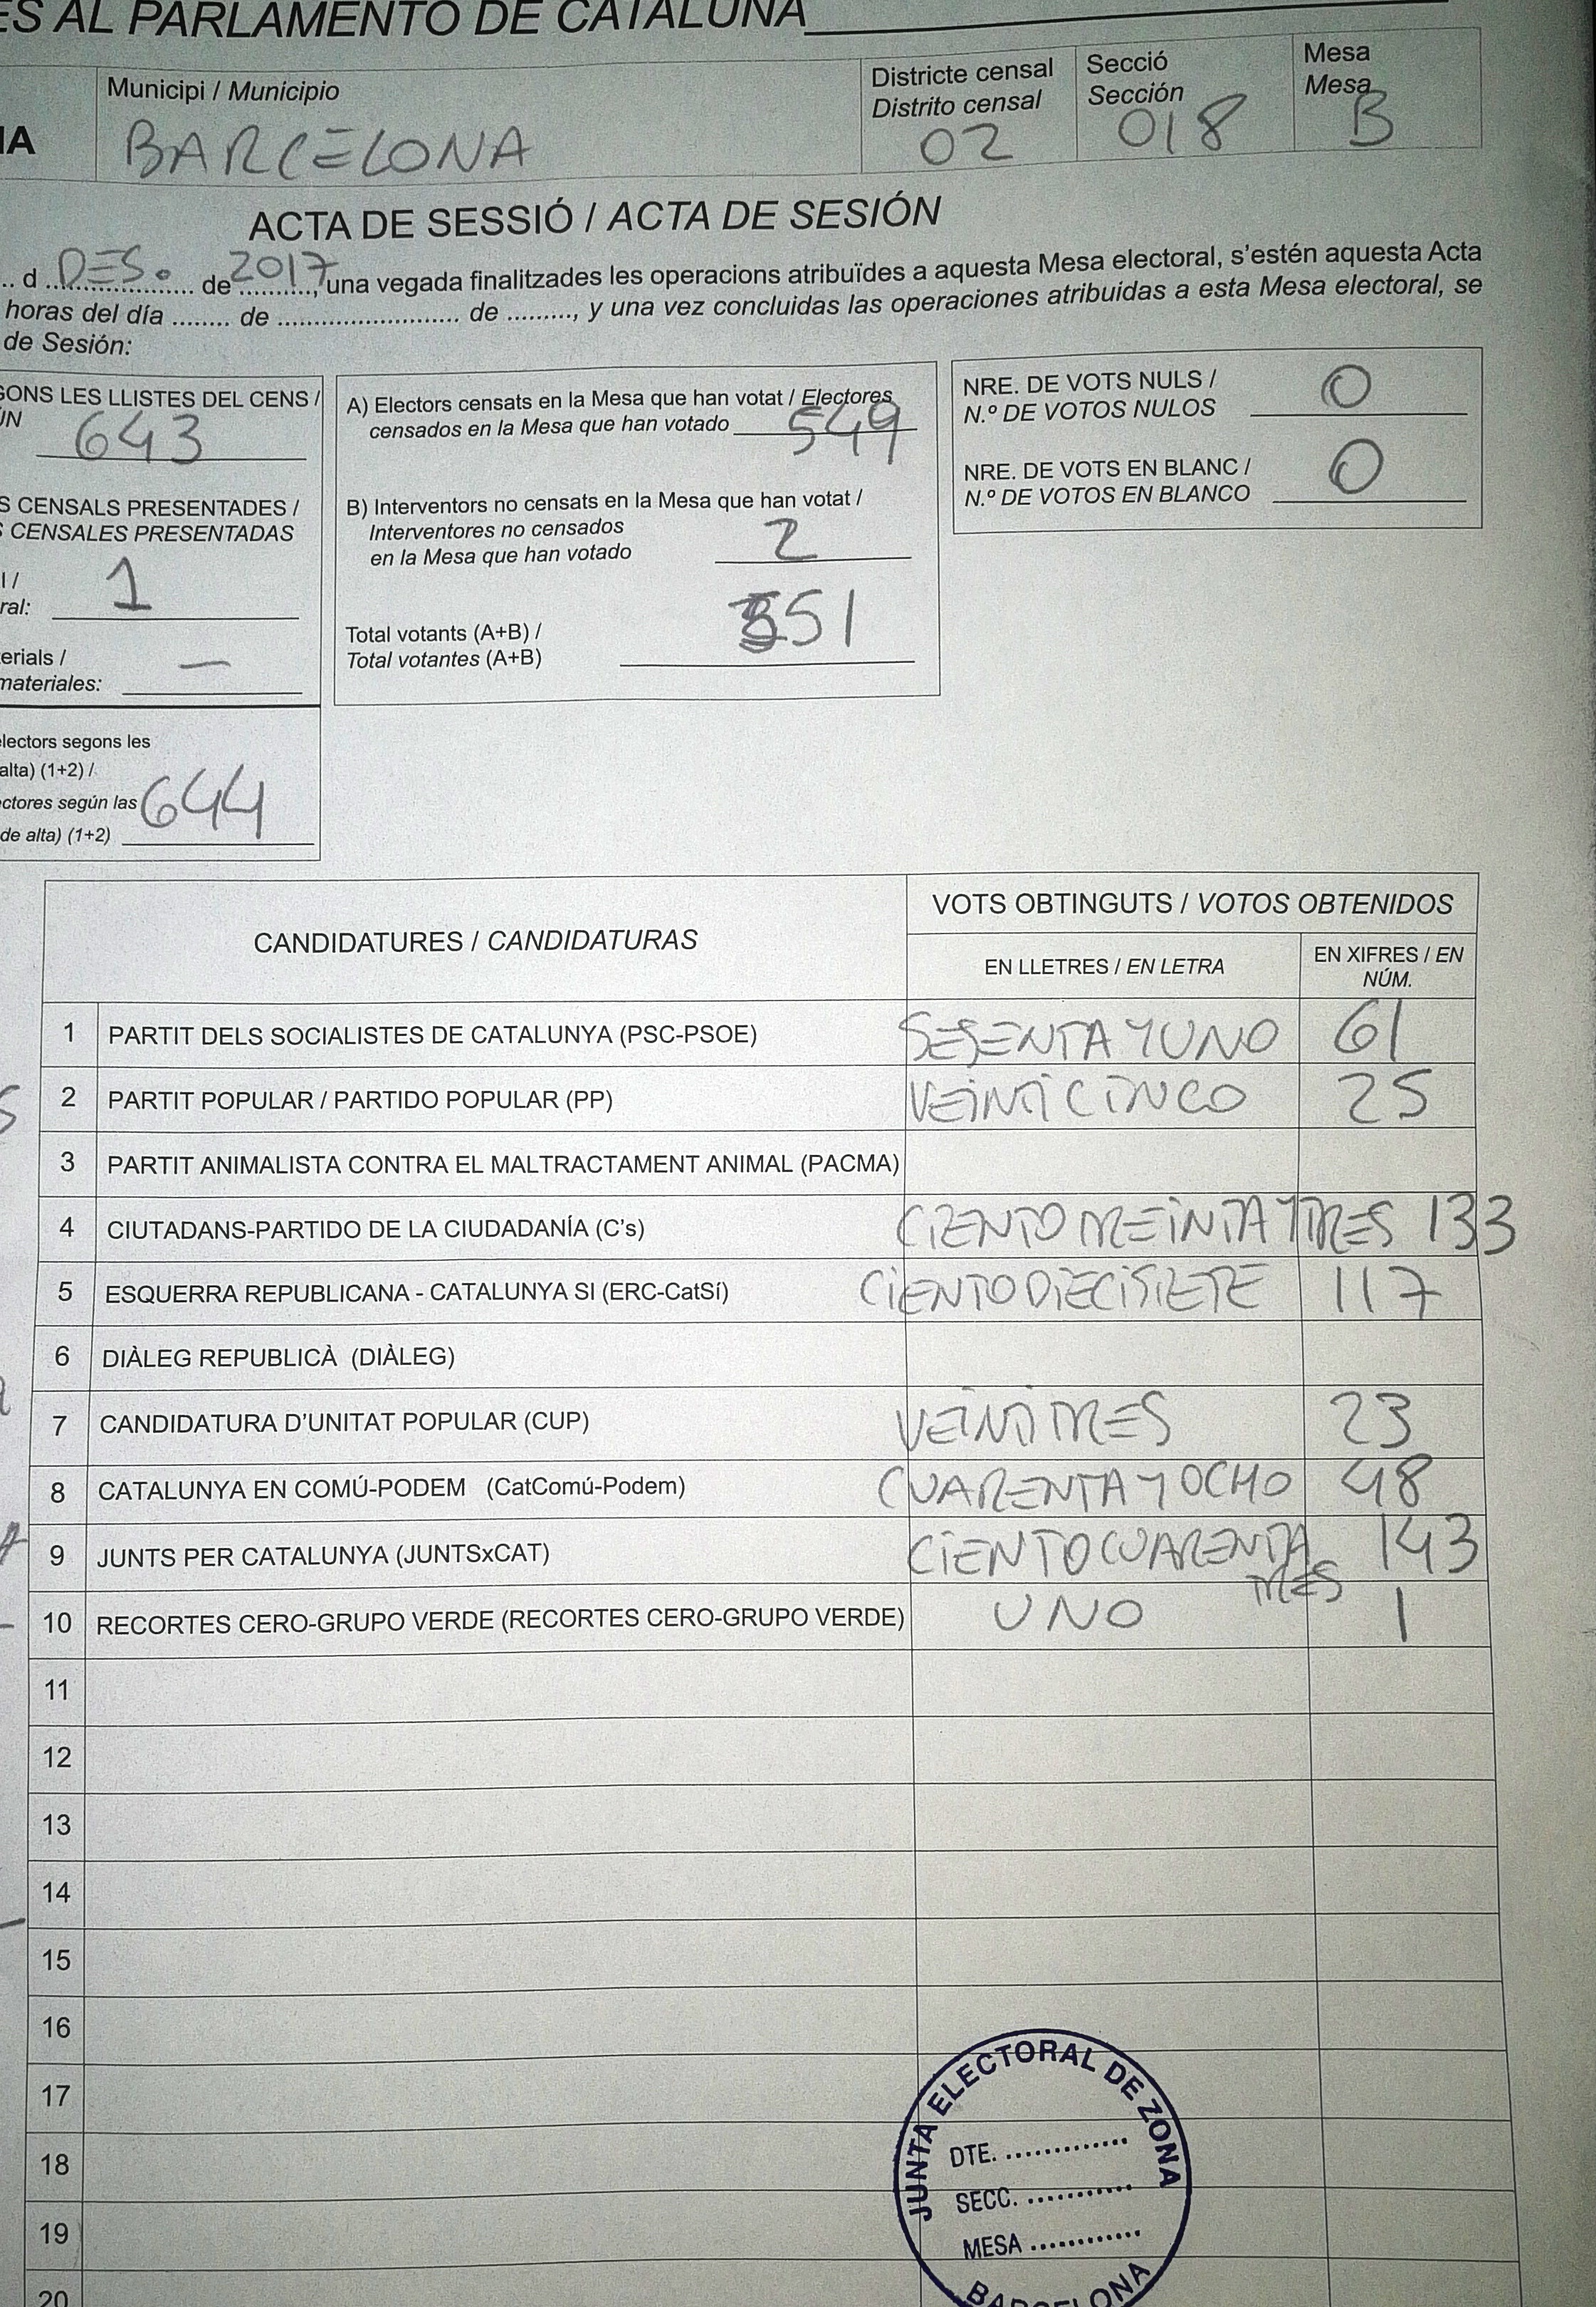 ES AL PARLAMENTO DE CATALUÑA
Municipi / Municipio
BARCELONA
Districte censal
Distrito censal
02
Secció
Sección
018
Mesa
Mesa
B
ACTA DE SESSIÓ / ACTA DE SESIÓN
.. d DES. de 2017, una vegada finalitzades les operacions atribuïdes a aquesta Mesa electoral, s'estén aquesta Acta
horas del día ........ de .......................... de ........., y una vez concluidas las operaciones atribuidas a esta Mesa electoral, se
de Sesión:
GONS LES LLISTES DEL CENS /
ÚN 643
S CENSALS PRESENTADES /
S CENSALES PRESENTADAS
l /
ral: 1
erials /
materiales: —
electors segons les
alta) (1+2) /
ectores según las
de alta) (1+2) 644
A) Electors censats en la Mesa que han votat / Electores
censados en la Mesa que han votado 549
B) Interventors no censats en la Mesa que han votat /
Interventores no censados
en la Mesa que han votado 2
Total votants (A+B) /
Total votantes (A+B) 551
NRE. DE VOTS NULS /
N.º DE VOTOS NULOS 0
NRE. DE VOTS EN BLANC /
N.º DE VOTOS EN BLANCO 0
CANDIDATURES / CANDIDATURAS
VOTS OBTINGUTS / VOTOS OBTENIDOS
EN LLETRES / EN LETRA
EN XIFRES / EN
NÚM.
1 PARTIT DELS SOCIALISTES DE CATALUNYA (PSC-PSOE) SESENTA Y UNO 61
2 PARTIT POPULAR / PARTIDO POPULAR (PP) VEINTICINCO 25
3 PARTIT ANIMALISTA CONTRA EL MALTRACTAMENT ANIMAL (PACMA)
4 CIUTADANS-PARTIDO DE LA CIUDADANÍA (C's) CIENTO TREINTA Y TRES 133
5 ESQUERRA REPUBLICANA - CATALUNYA SI (ERC-CatSí) CIENTO DIECISIETE 117
6 DIÀLEG REPUBLICÀ (DIÀLEG)
7 CANDIDATURA D'UNITAT POPULAR (CUP) VEINTITRES 23
8 CATALUNYA EN COMÚ-PODEM (CatComú-Podem) CUARENTA Y OCHO 48
9 JUNTS PER CATALUNYA (JUNTSxCAT) CIENTO CUARENTA 143
TRES
10 RECORTES CERO-GRUPO VERDE (RECORTES CERO-GRUPO VERDE) UNO 1
11
12
13
14
15
16
17
18
19
20
JUNTA ELECTORAL DE ZONA
DTE. .............
SECC. ...........
MESA ............
BARCELONA